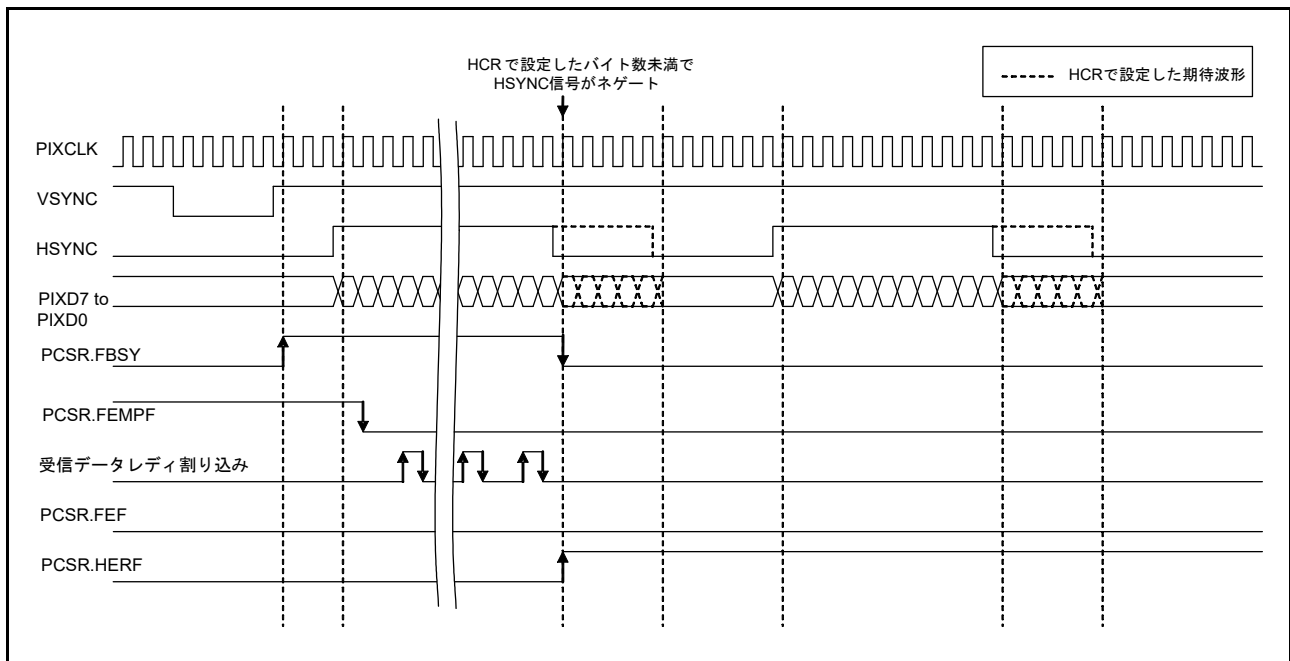 HCR で設定したバイト数未満で
HSYNC信号がネゲート
HCRで設定した期待波形
PIXCLK
VSYNC
HSYNC
PIXD7 to
PIXD0
PCSR.FBSY
PCSR.FEMPF
受信データレディ割り込み
PCSR.FEF
PCSR.HERF